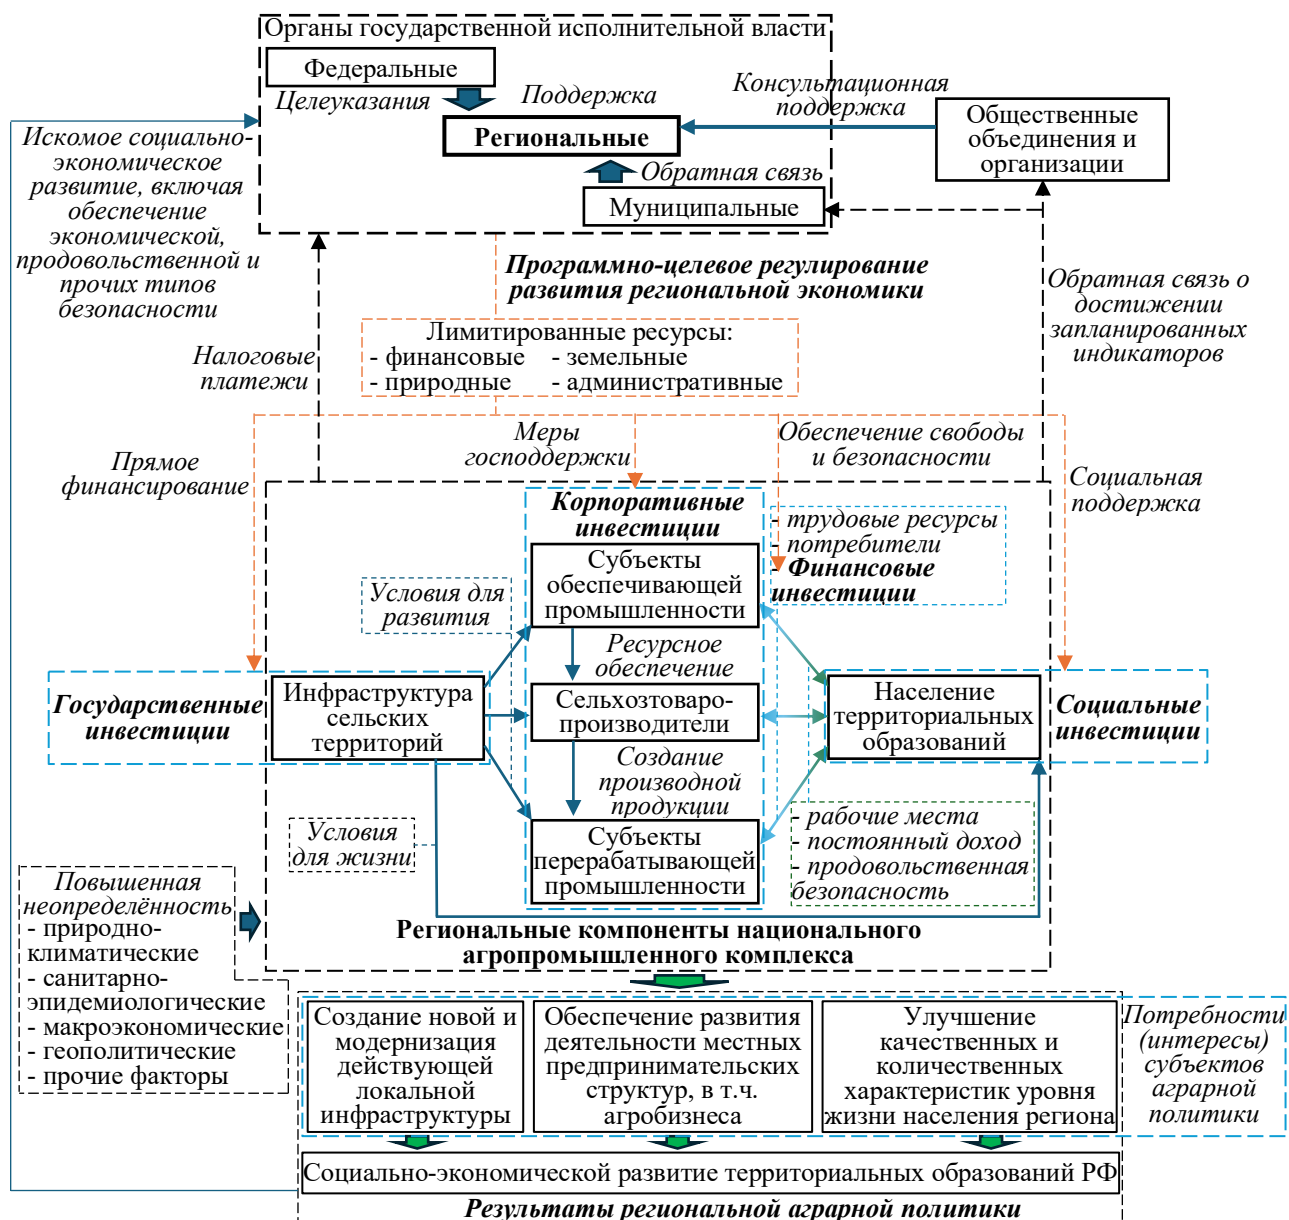 Органы государственной исполнительной власти
Федеральные
Целеуказания
Поддержка
Региональные
Обратная связь
Муниципальные
Консультационная
поддержка
Общественные
объединения и
организации
Искомое социально-
экономическое
развитие, включая
обеспечение
экономической,
продовольственной и
прочих типов
безопасности
Программно-целевое регулирование
развития региональной экономики
Обратная связь о
достижении
запланированных
индикаторов
Лимитированные ресурсы:
- финансовые - земельные
- природные - административные
Налоговые
платежи
Прямое
финансирование
Меры
господдержки
Обеспечение свободы
и безопасности
Социальная
поддержка
Корпоративные
инвестиции
- трудовые ресурсы
- потребители
- Финансовые
инвестиции
Субъекты
обеспечивающей
промышленности
Условия для
развития
Ресурсное
обеспечение
Государственные
инвестиции
Инфраструктура
сельских
территорий
Сельхозтоваро-
производители
Население
территориальных
образований
Социальные
инвестиции
Создание
производной
продукции
Условия
для жизни
Субъекты
перерабатывающей
промышленности
- рабочие места
- постоянный доход
- продовольственная
безопасность
Повышенная
неопределённость
- природно-
климатические
- санитарно-
эпидемиологические
- макроэкономические
- геополитические
- прочие факторы
Региональные компоненты национального
агропромышленного комплекса
Создание новой и
модернизация
действующей
локальной
инфраструктуры
Обеспечение развития
деятельности местных
предпринимательских
структур, в т.ч.
агробизнеса
Улучшение
качественных и
количественных
характеристик уровня
жизни населения региона
Потребности
(интересы)
субъектов
аграрной
политики
Социально-экономической развитие территориальных образований РФ
Результаты региональной аграрной политики